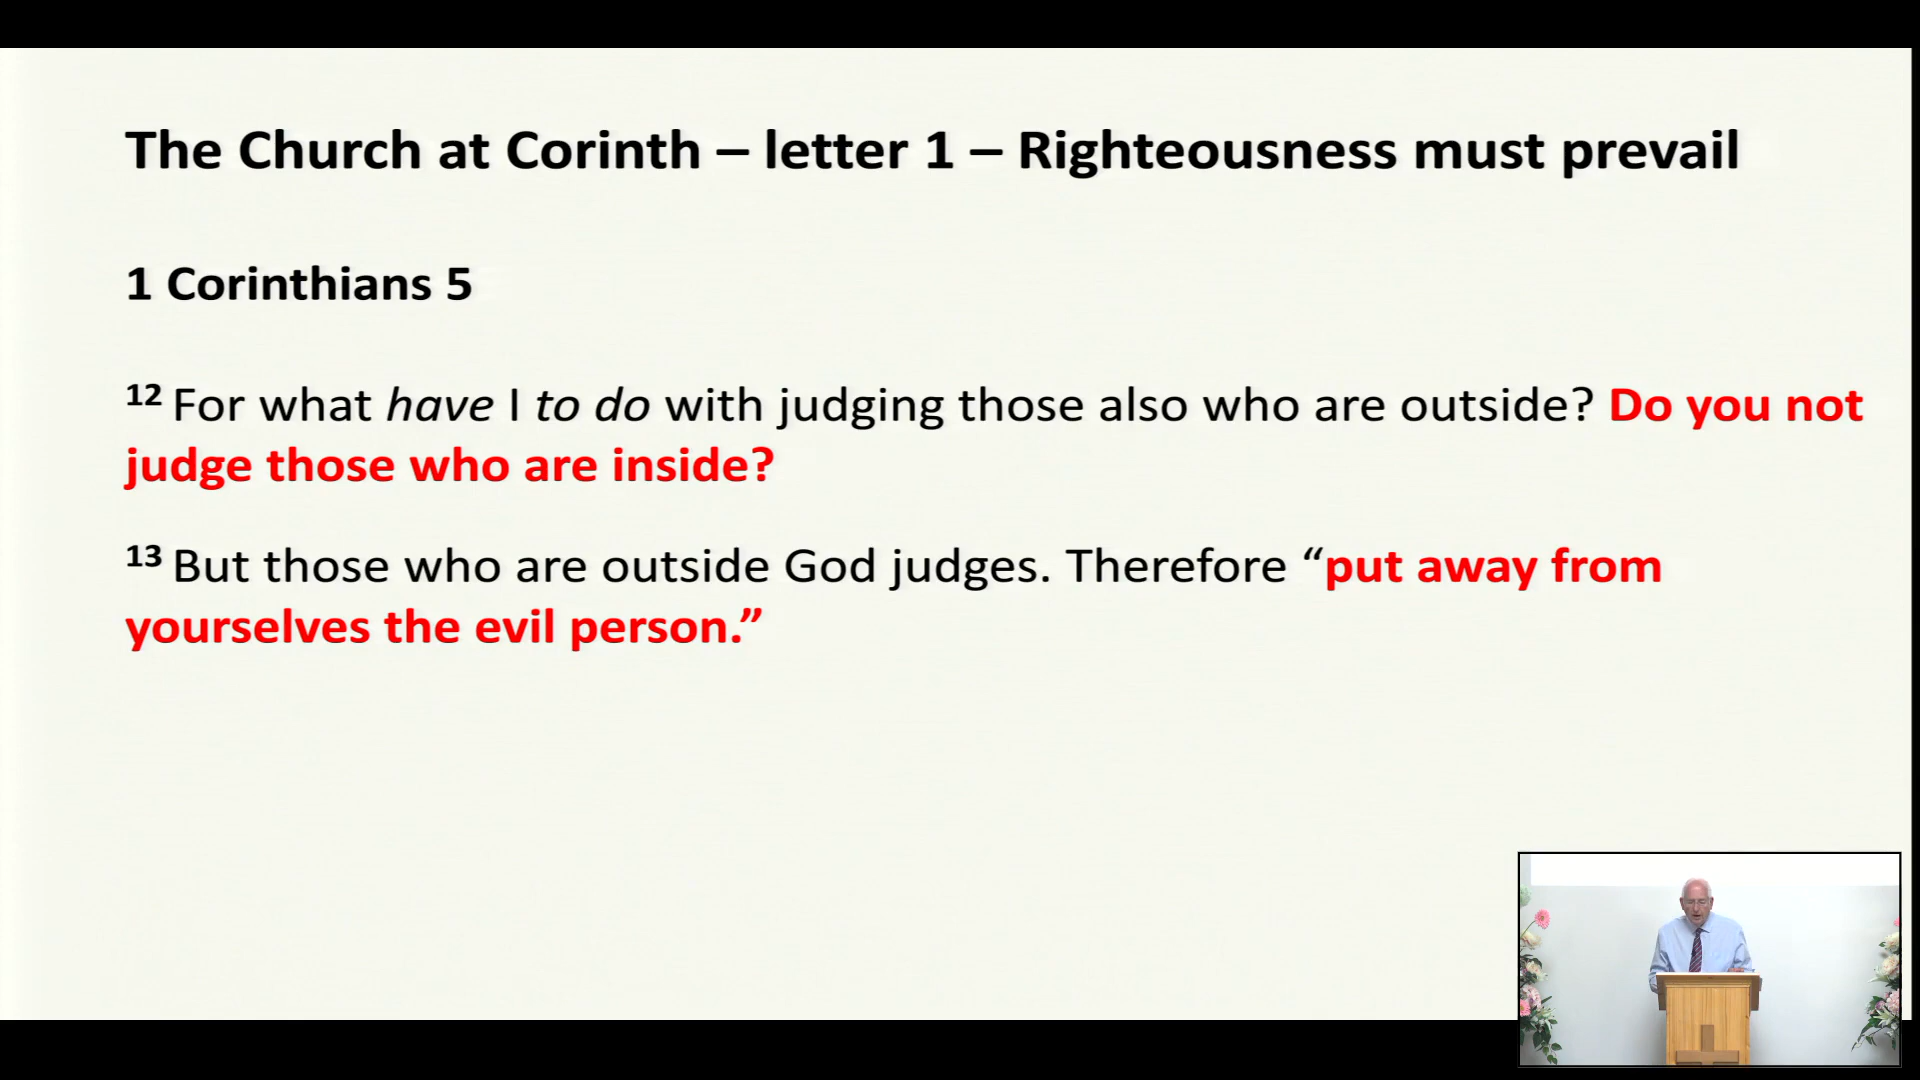 The Church at Corinth – letter 1 – Righteousness must prevail
1 Corinthians 5
12 For what have I to do with judging those also who are outside? Do you not
judge those who are inside?
13 But those who are outside God judges. Therefore “put away from
yourselves the evil person.”